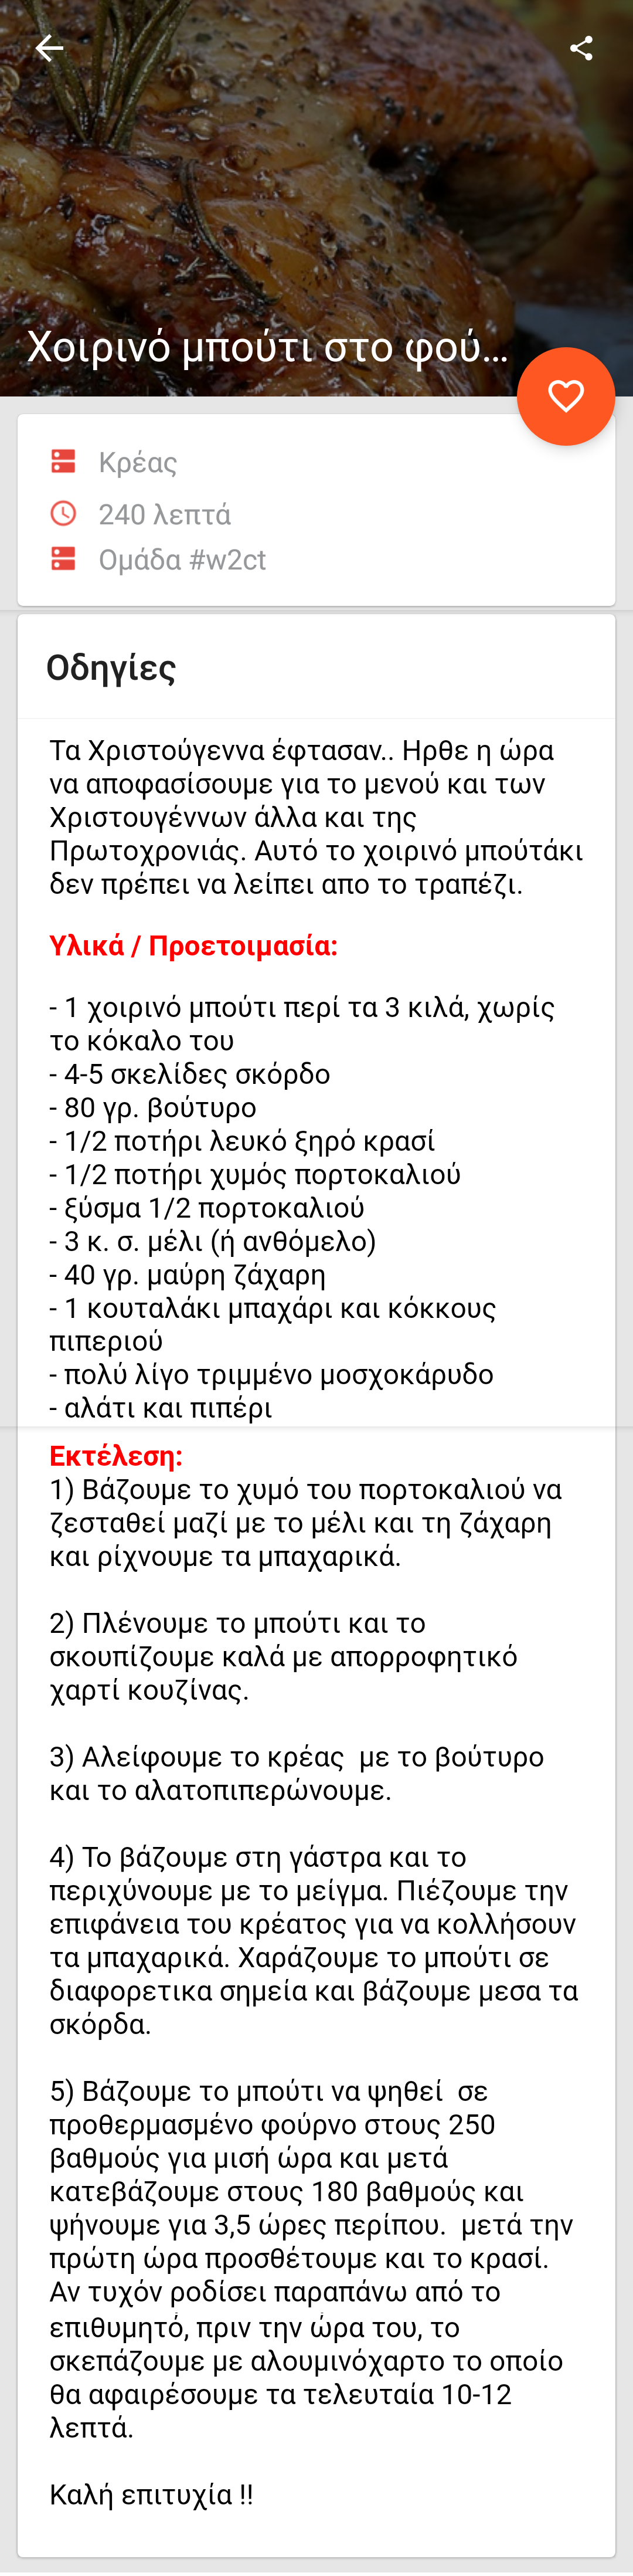 Χοιρινό μπούτι στο φού...
Κρέας
240 λεπτά
Ομάδα #w2ct
Οδηγίες
Τα Χριστούγεννα έφτασαν.. Ηρθε η ώρα
να αποφασίσουμε για το μενού και των
Χριστουγέννων άλλα και της
Πρωτοχρονιάς. Αυτό το χοιρινό μπούτάκι
δεν πρέπει να λείπει απο το τραπέζι.
Υλικά / Προετοιμασία:
- 1 χοιρινό μπούτι περί τα 3 κιλά, χωρίς
το κόκαλο του
- 4-5 σκελίδες σκόρδο
- 80 γρ. βούτυρο
- 1/2 ποτήρι λευκό ξηρό κρασί
- 1/2 ποτήρι χυμός πορτοκαλιού
- ξύσμα 1/2 πορτοκαλιού
- 3 κ. σ. μέλι (ή ανθόμελο)
- 40 γρ. μαύρη ζάχαρη
- 1 κουταλάκι μπαχάρι και κόκκους
πιπεριού
- πολύ λίγο τριμμένο μοσχοκάρυδο
- αλάτι και πιπέρι
Εκτέλεση:
1) Βάζουμε το χυμό του πορτοκαλιού να
ζεσταθεί μαζί με το μέλι και τη ζάχαρη
και ρίχνουμε τα μπαχαρικά.
2) Πλένουμε το μπούτι και το
σκουπίζουμε καλά με απορροφητικό
χαρτί κουζίνας.
3) Αλείφουμε το κρέας  με το βούτυρο
και το αλατοπιπερώνουμε.
4) Το βάζουμε στη γάστρα και το
περιχύνουμε με το μείγμα. Πιέζουμε την
επιφάνεια του κρέατος για να κολλήσουν
τα μπαχαρικά. Χαράζουμε το μπούτι σε
διαφορετικα σημεία και βάζουμε μεσα τα
σκόρδα.
5) Βάζουμε το μπούτι να ψηθεί  σε
προθερμασμένο φούρνο στους 250
βαθμούς για μισή ώρα και μετά
κατεβάζουμε στους 180 βαθμούς και
ψήνουμε για 3,5 ώρες περίπου.  μετά την
πρώτη ώρα προσθέτουμε και το κρασί.
Αν τυχόν ροδίσει παραπάνω από το
επιθυμητό, πριν την ώρα του, το
σκεπάζουμε με αλουμινόχαρτο το οποίο
θα αφαιρέσουμε τα τελευταία 10-12
λεπτά.
Καλή επιτυχία !!